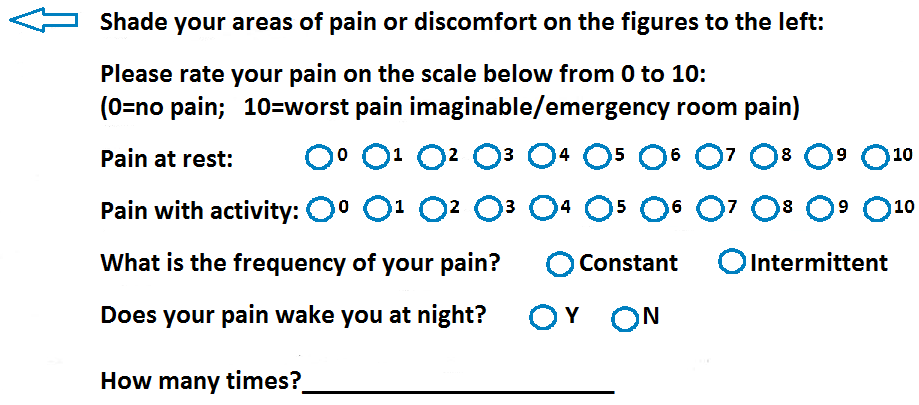 Shade your areas of pain or discomfort on the figures to the left:
Please rate your pain on the scale below from 0 to 10:
(0=no pain; 10=worst pain imaginable/emergency room pain)
Pain at rest: 0 1 2 3 4 5 6 7 8 9 10
Pain with activity: 0 1 2 3 4 5 6 7 8 9 10
What is the frequency of your pain? Constant Intermittent
Does your pain wake you at night? Y N
How many times?____________________